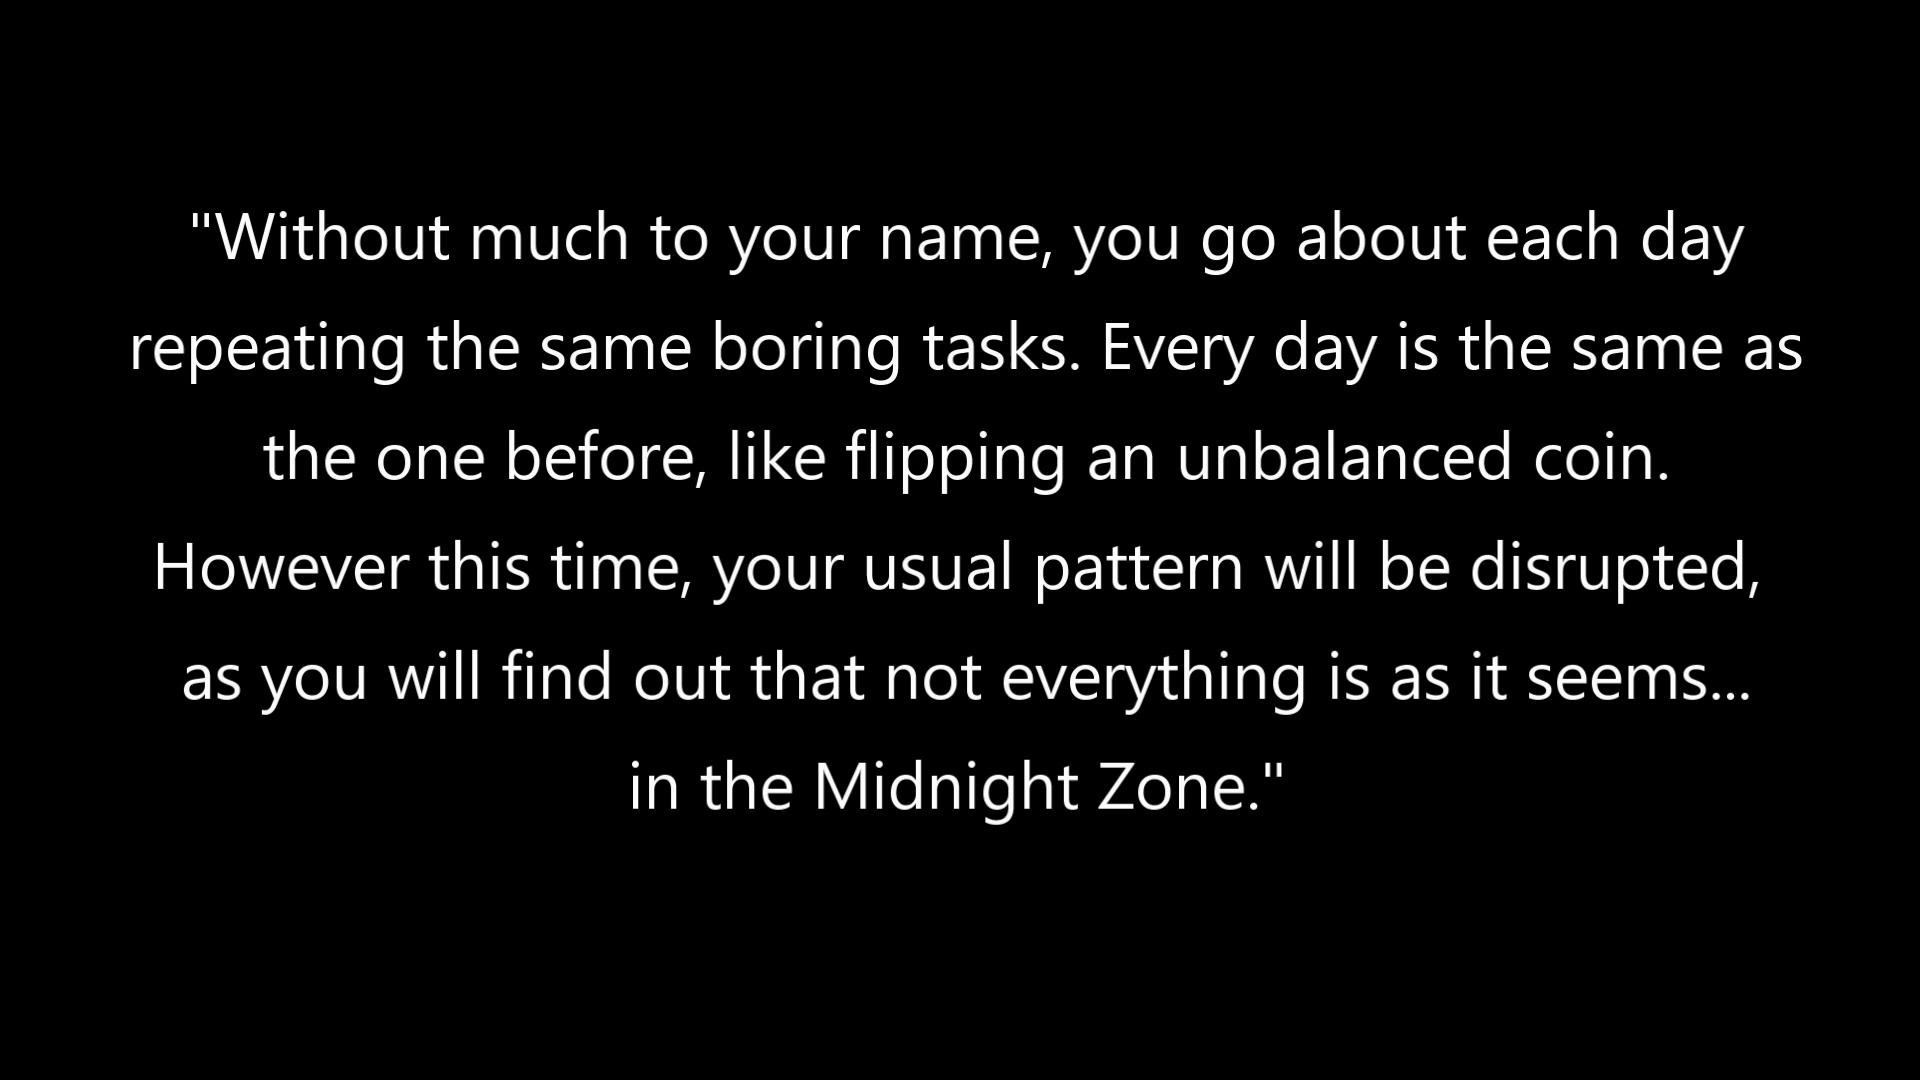 "Without much to your name, you go about each day
repeating the same boring tasks. Every day is the same as
the one before, like flipping an unbalanced coin.
However this time, your usual pattern will be disrupted,
as you will find out that not everything is as it seems...
in the Midnight Zone."